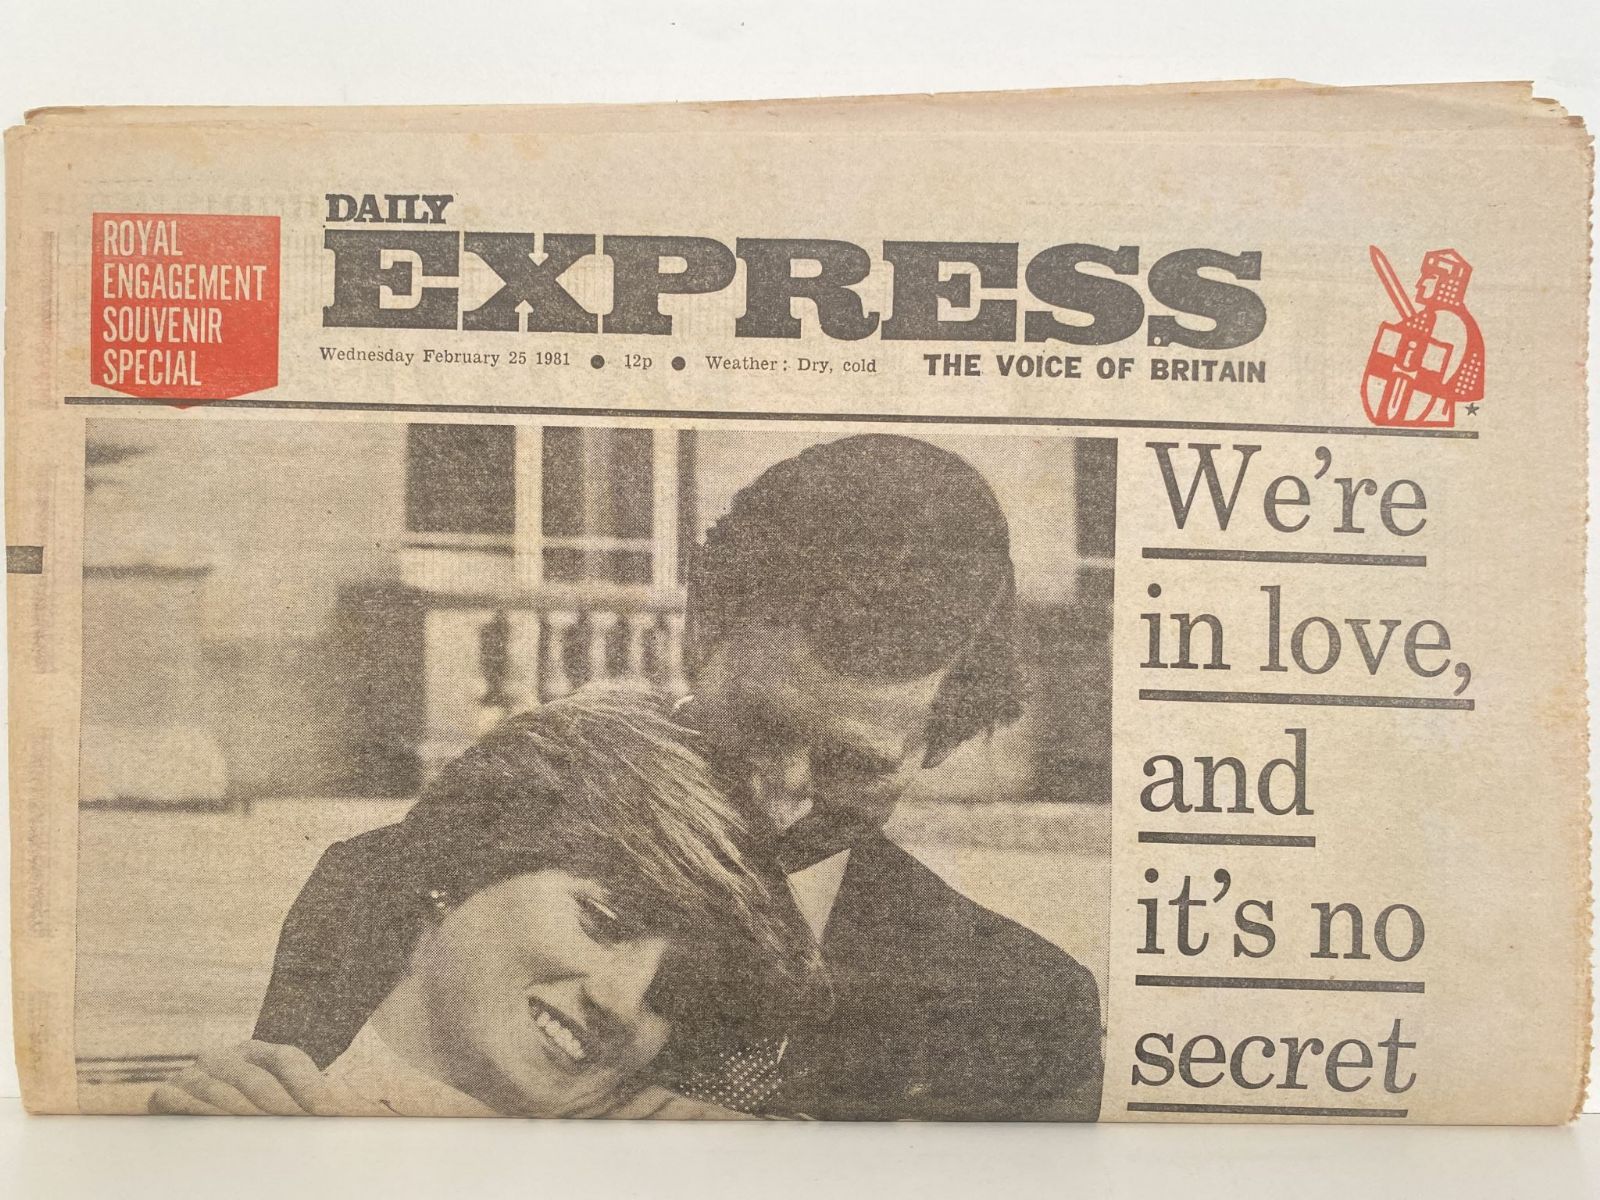 ROYAL
ENGAGEMENT
SOUVENIR
SPECIAL
DAILY
EXPRESS
Wednesday February 25 1981 ● 12p ● Weather: Dry, cold THE VOICE OF BRITAIN
We're
in love,
and
it's no
secret